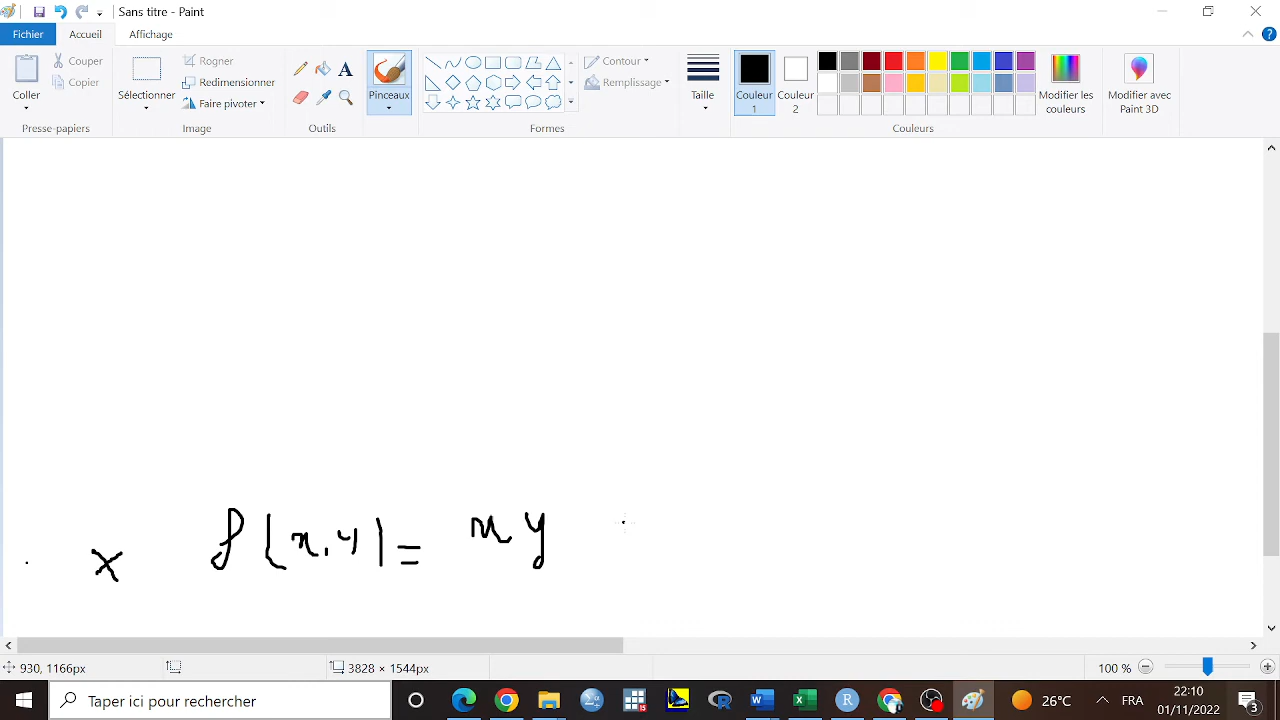 Sans titre - Paint
Fichier Accueil Affichage
Coller Couper Copier Presse-papiers
Sélectionner Rogner Redimensionner Faire pivoter Image
A Outils
Pinceaux
Contour Remplissage Formes
Taille
Couleur 1 Couleur 2 Couleurs
Modifier les couleurs
Modifier avec Paint 3D
x f(x,y)= xy
930, 1166px 3828 × 1544px 100 %
Taper ici pour rechercher 15 R W X R 26°C FRA 22:10 01/11/2022 3